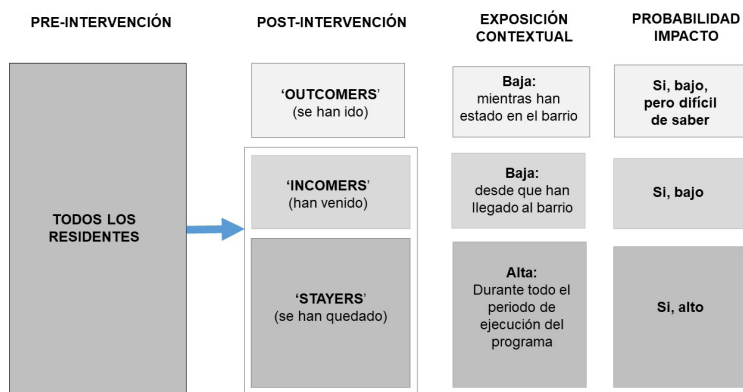 PRE-INTERVENCIÓN
POST-INTERVENCIÓN
EXPOSICIÓN
CONTEXTUAL
PROBABILIDAD
IMPACTO
TODOS LOS
RESIDENTES
‘OUTCOMERS’
(se han ido)
Baja:
mientras han
estado en el barrio
Si, bajo,
pero difícil
de saber
‘INCOMERS’
(han venido)
Baja:
desde que han
llegado al barrio
Si, bajo
‘STAYERS’
(se han quedado)
Alta:
Durante todo el
periodo de
ejecución del
programa
Si, alto